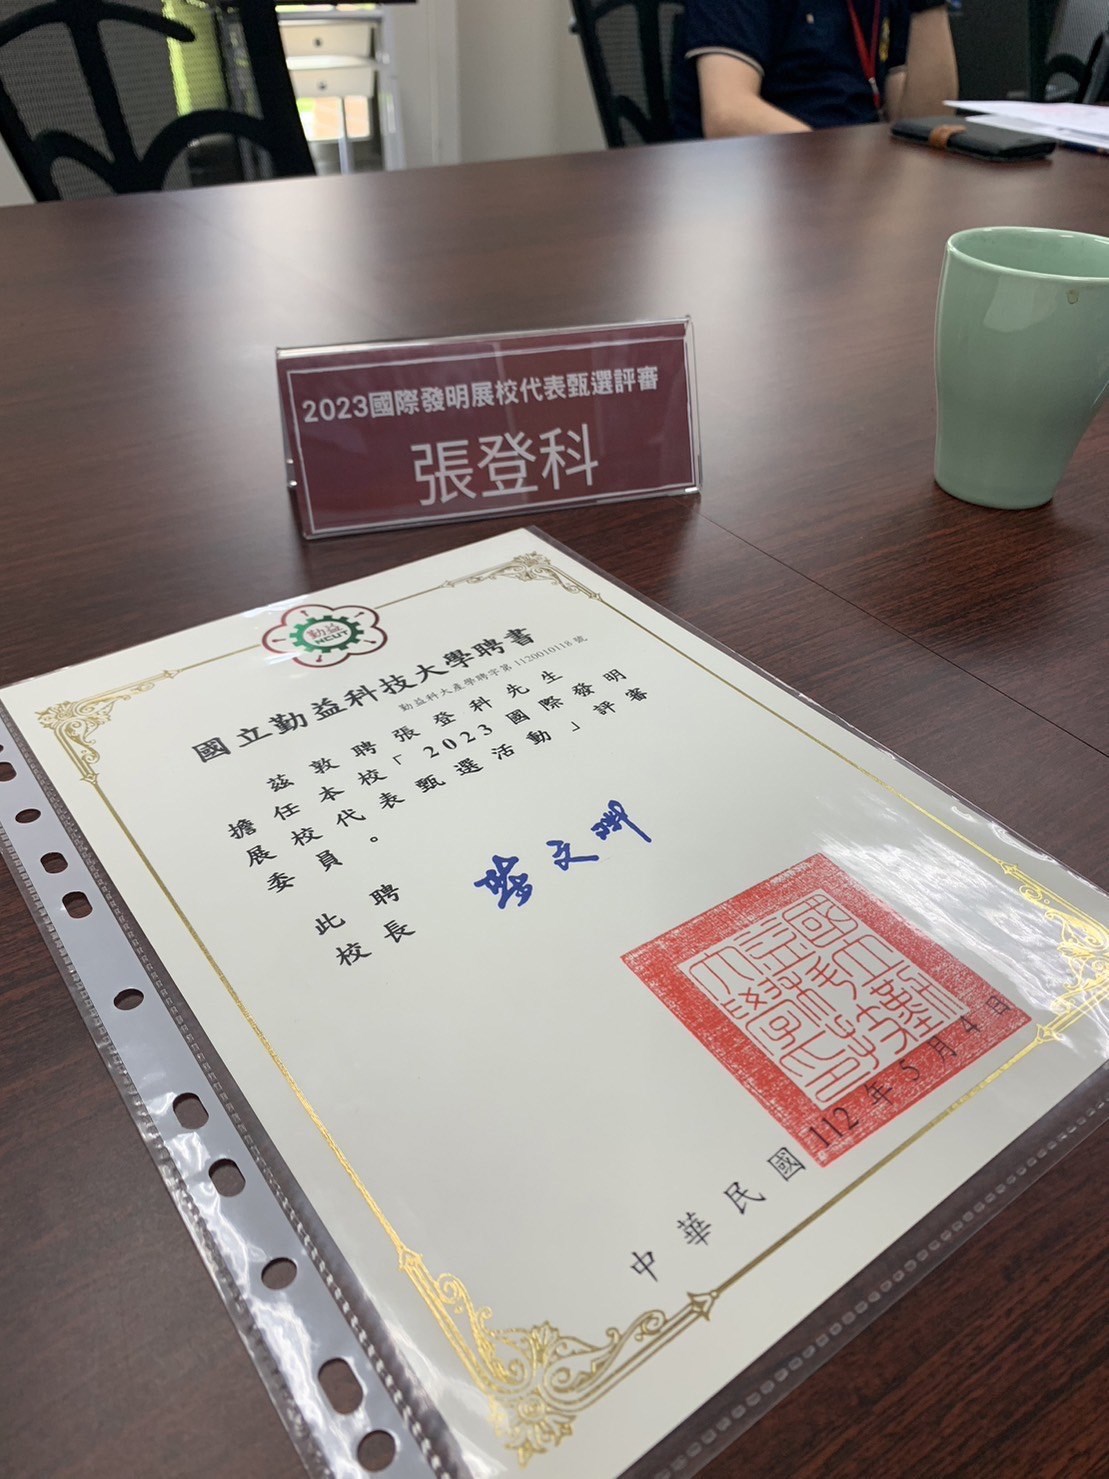 2023國際發明展校代表甄選評審
張登科
勤益
NCUT
國立勤益科技大學聘書
勤益科大產學聘字第1120010118號
茲敦聘張登科先生
擔任本校「2023國際發明
展校代表甄選活動」評審
委員。
此聘
校長
中華民國112年5月4日